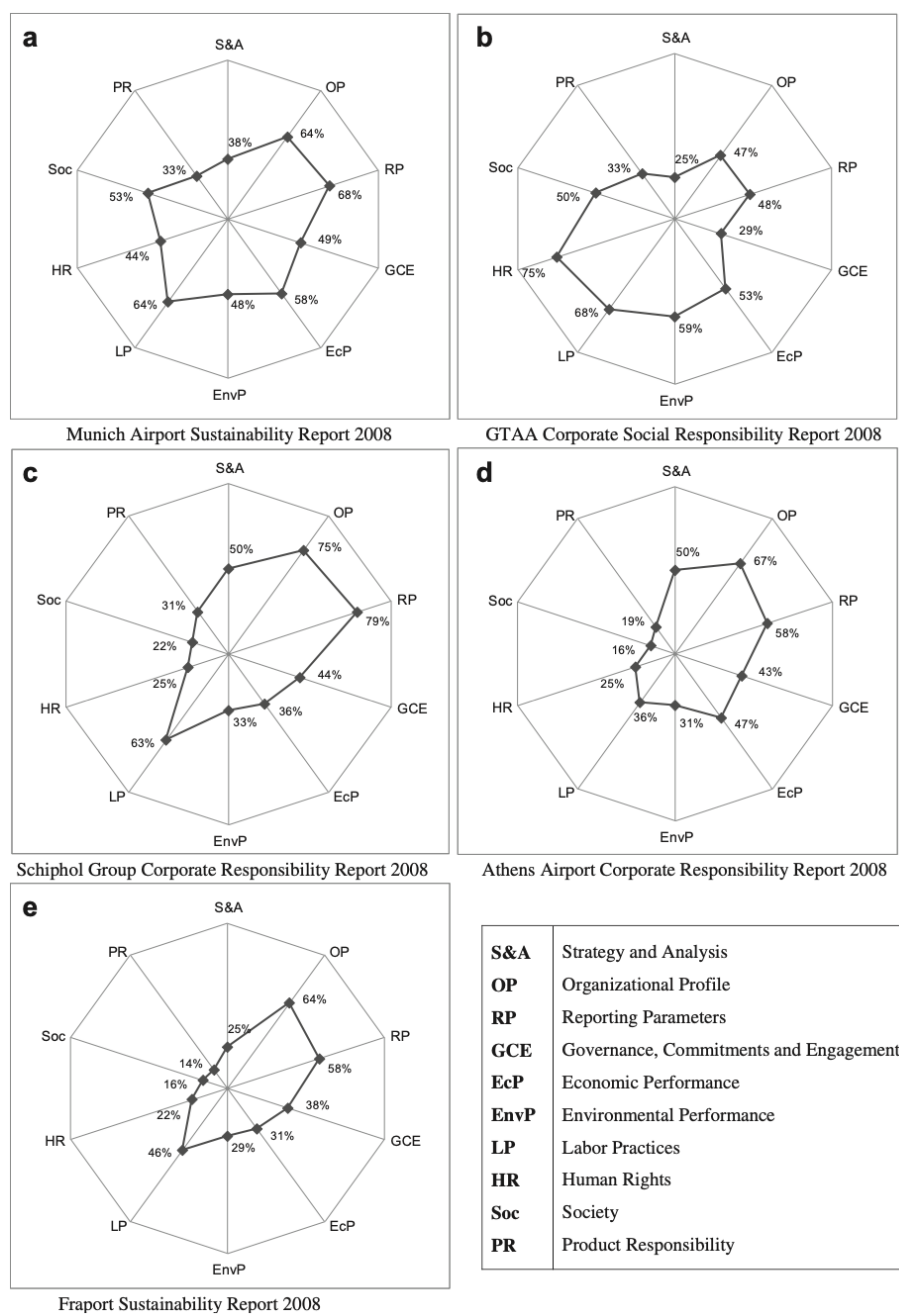 a
S&A
PR
OP
38%
64%
33%
Soc
RP
53%
68%
44%
49%
HR
GCE
64%
48%
58%
LP
EcP
EnvP
Munich Airport Sustainability Report 2008
b
S&A
PR
OP
25%
47%
33%
Soc
RP
50%
48%
29%
HR
75%
GCE
53%
68%
59%
LP
EcP
EnvP
GTAA Corporate Social Responsibility Report 2008
c
S&A
PR
OP
50%
75%
31%
Soc
RP
79%
22%
25%
44%
HR
GCE
36%
33%
63%
LP
EcP
EnvP
Schiphol Group Corporate Responsibility Report 2008
d
S&A
PR
OP
50%
67%
19%
Soc
RP
58%
16%
25%
43%
HR
GCE
36%
31%
47%
LP
EcP
EnvP
Athens Airport Corporate Responsibility Report 2008
e
S&A
PR
OP
25%
64%
14%
Soc
RP
58%
16%
22%
38%
HR
GCE
31%
29%
46%
LP
EcP
EnvP
Fraport Sustainability Report 2008
S&A Strategy and Analysis
OP Organizational Profile
RP Reporting Parameters
GCE Governance, Commitments and Engagement
EcP Economic Performance
EnvP Environmental Performance
LP Labor Practices
HR Human Rights
Soc Society
PR Product Responsibility